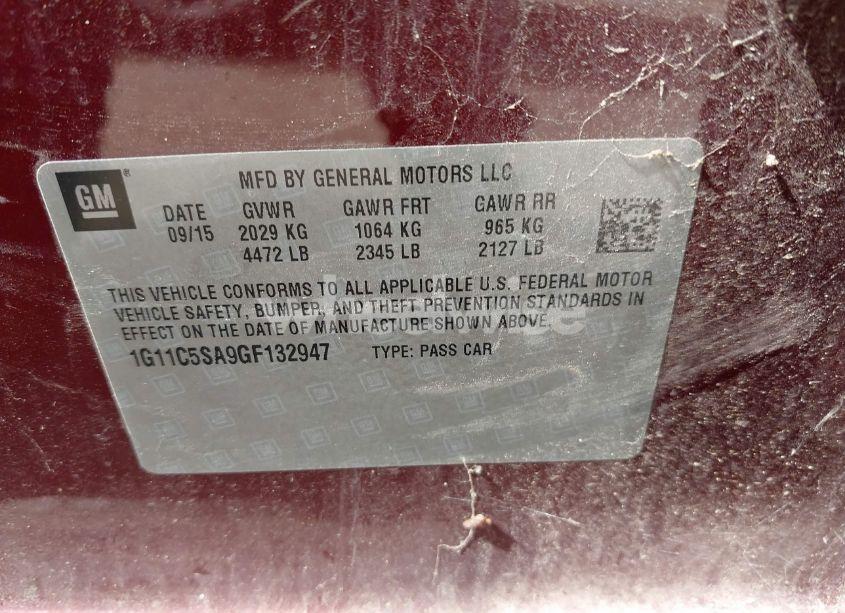 GM ®
MFD BY GENERAL MOTORS LLC
DATE GVWR GAWR FRT GAWR RR
09/15 2029 KG 1064 KG 965 KG
4472 LB 2345 LB 2127 LB
THIS VEHICLE CONFORMS TO ALL APPLICABLE U.S. FEDERAL MOTOR
VEHICLE SAFETY, BUMPER, AND THEFT PREVENTION STANDARDS IN
EFFECT ON THE DATE OF MANUFACTURE SHOWN ABOVE.
1G11C5SA9GF132947 TYPE: PASS CAR